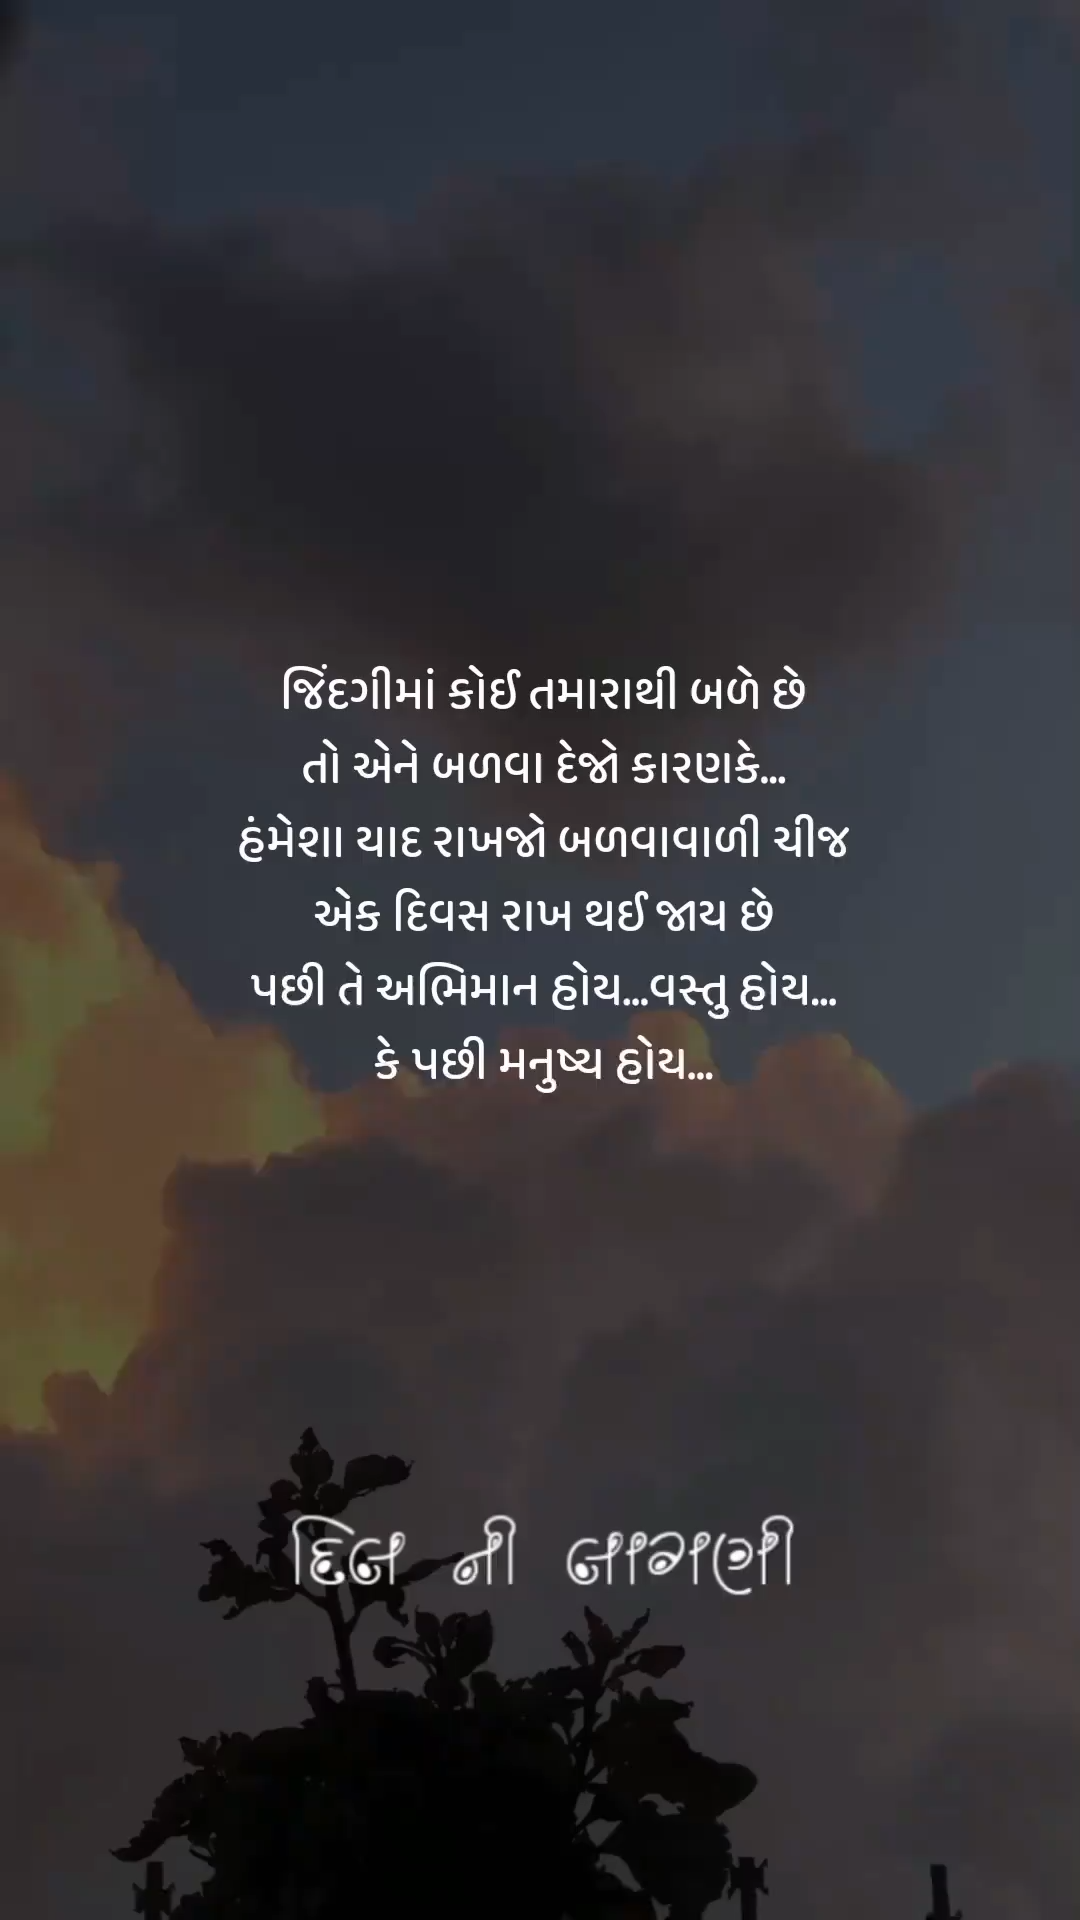 જિંદગીમાં કોઈ તમારાથી બળે છે
તો એને બળવા દેજો કારણકે...
હંમેશા યાદ રાખજો બળવાવાળી ચીજ
એક દિવસ રાખ થઈ જાય છે
પછી તે અભિમાન હોય...વસ્તુ હોય...
કે પછી મનુષ્ય હોય...
દિલ ની લાગણી